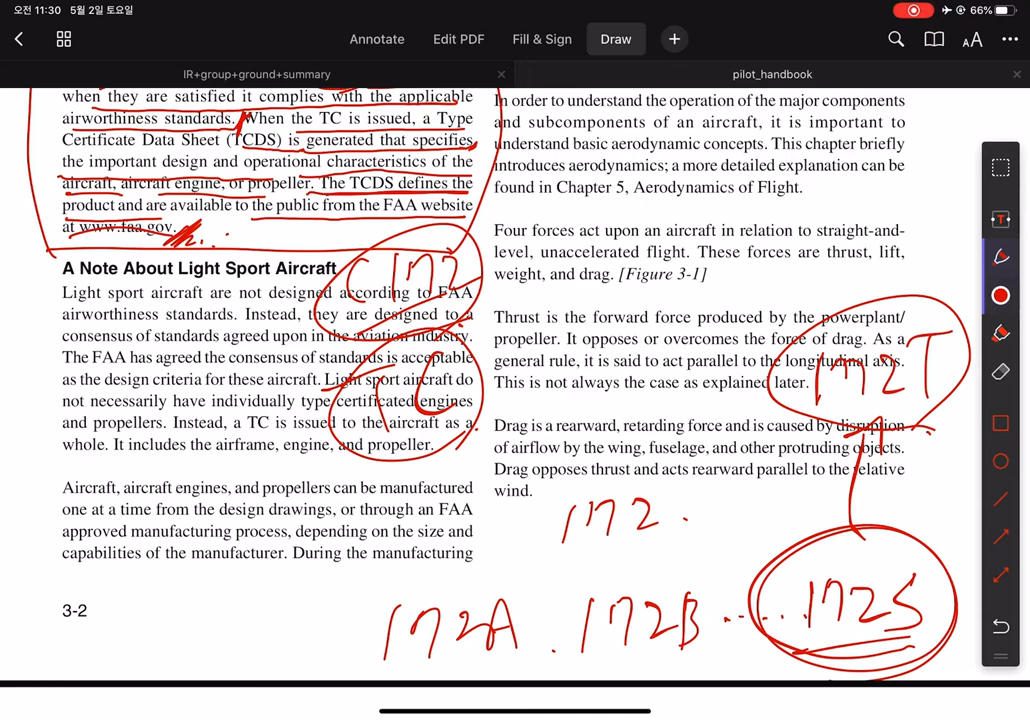 오전 11:30 5월 2일 토요일
66%
Annotate Edit PDF Fill & Sign Draw
AA
IR+group+ground+summary
pilot_handbook
when they are satisfied it complies with the applicable
airworthiness standards. When the TC is issued, a Type
Certificate Data Sheet (TCDS) is generated that specifies
the important design and operational characteristics of the
aircraft, aircraft engine, or propeller. The TCDS defines the
product and are available to the public from the FAA website
at www.faa.gov.
A Note About Light Sport Aircraft
Light sport aircraft are not designed according to FAA
airworthiness standards. Instead, they are designed to a
consensus of standards agreed upon in the aviation industry.
The FAA has agreed the consensus of standards is acceptable
as the design criteria for these aircraft. Light sport aircraft do
not necessarily have individually type certificated engines
and propellers. Instead, a TC is issued to the aircraft as a
whole. It includes the airframe, engine, and propeller.
Aircraft, aircraft engines, and propellers can be manufactured
one at a time from the design drawings, or through an FAA
approved manufacturing process, depending on the size and
capabilities of the manufacturer. During the manufacturing
3-2
C172
TC
In order to understand the operation of the major components
and subcomponents of an aircraft, it is important to
understand basic aerodynamic concepts. This chapter briefly
introduces aerodynamics; a more detailed explanation can be
found in Chapter 5, Aerodynamics of Flight.
Four forces act upon an aircraft in relation to straight-and-
level, unaccelerated flight. These forces are thrust, lift,
weight, and drag. [Figure 3-1]
Thrust is the forward force produced by the powerplant/
propeller. It opposes or overcomes the force of drag. As a
general rule, it is said to act parallel to the longitudinal axis.
This is not always the case as explained later.
Drag is a rearward, retarding force and is caused by disruption
of airflow by the wing, fuselage, and other protruding objects.
Drag opposes thrust and acts rearward parallel to the relative
wind.
172T
172.
172A . 172B ..... 172S
T